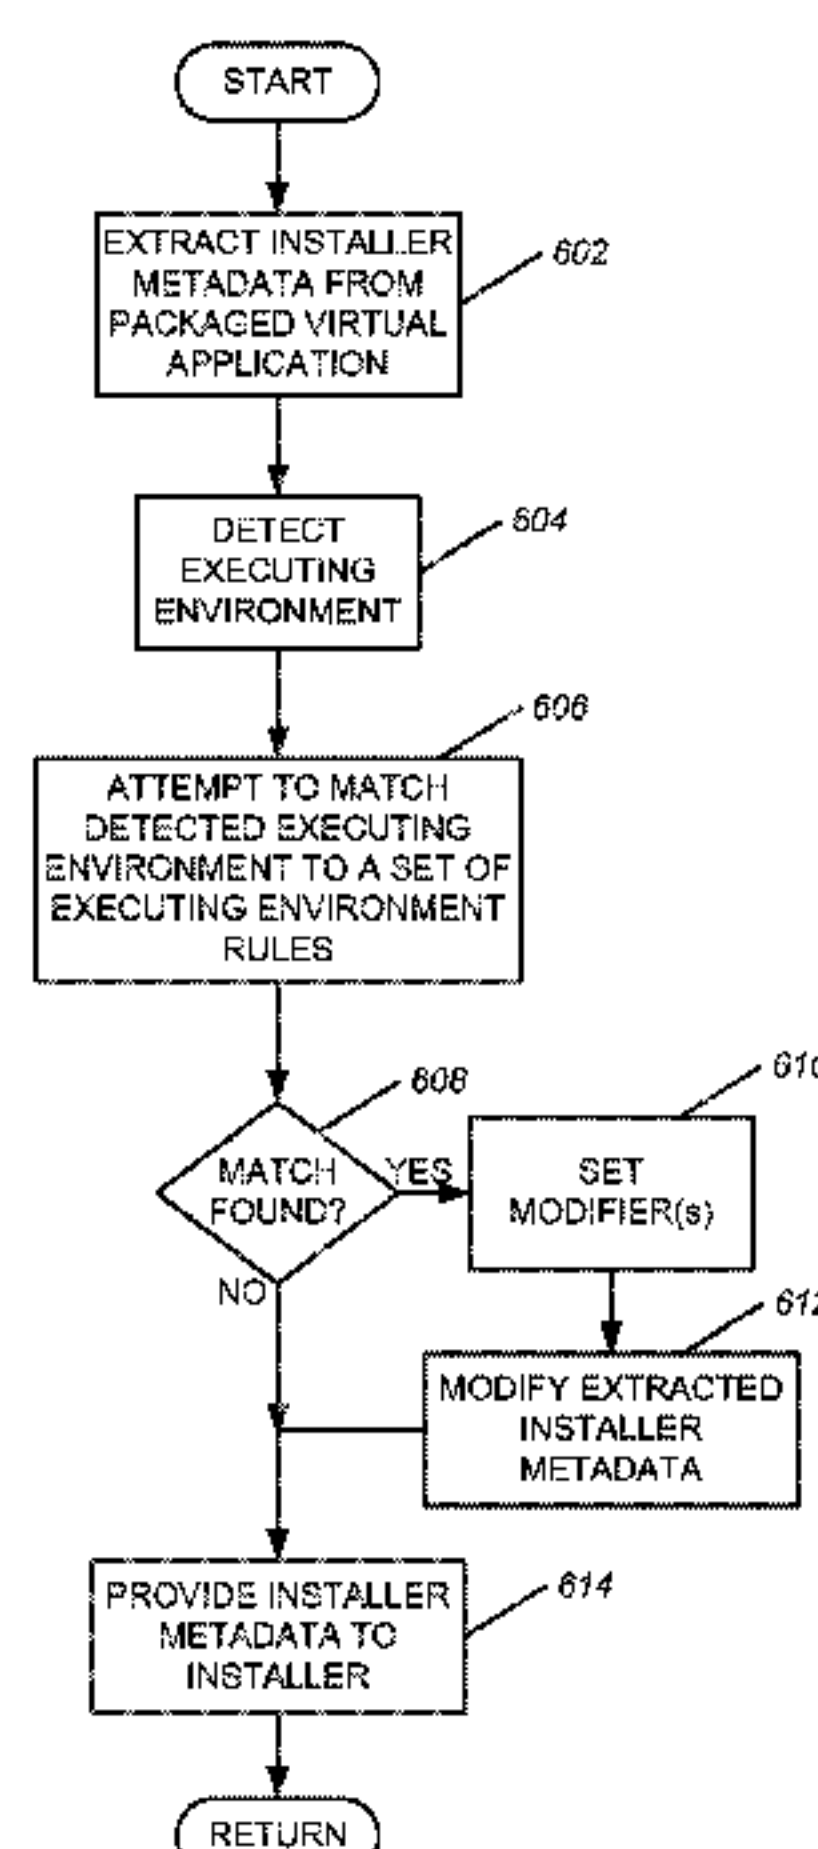 START
EXTRACT INSTALLER
METADATA FROM
PACKAGED VIRTUAL
APPLICATION
602
DETECT
EXECUTING
ENVIRONMENT
604
606
ATTEMPT TO MATCH
DETECTED EXECUTING
ENVIRONMENT TO A SET OF
EXECUTING ENVIRONMENT
RULES
608
610
MATCH
FOUND?
YES
SET
MODIFIER(s)
NO
612
MODIFY EXTRACTED
INSTALLER
METADATA
PROVIDE INSTALLER
METADATA TO
INSTALLER
614
RETURN